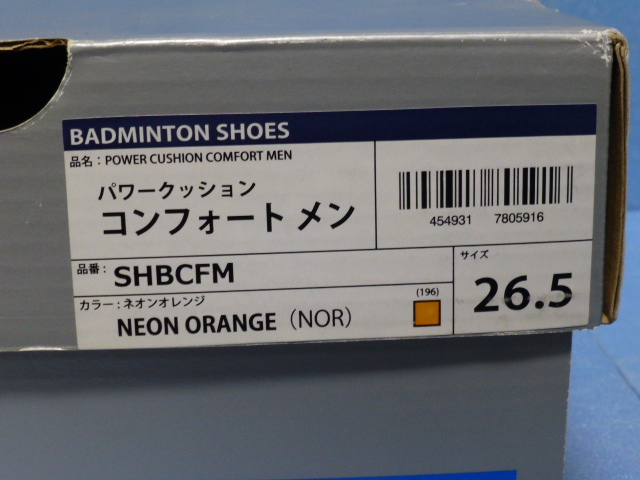 BADMINTON SHOES
品名：POWER CUSHION COMFORT MEN
パワークッション
コンフォート メン
454931 7805916
品番： SHBCFM
サイズ
26.5
カラー：ネオンオレンジ
(196)
NEON ORANGE（NOR）